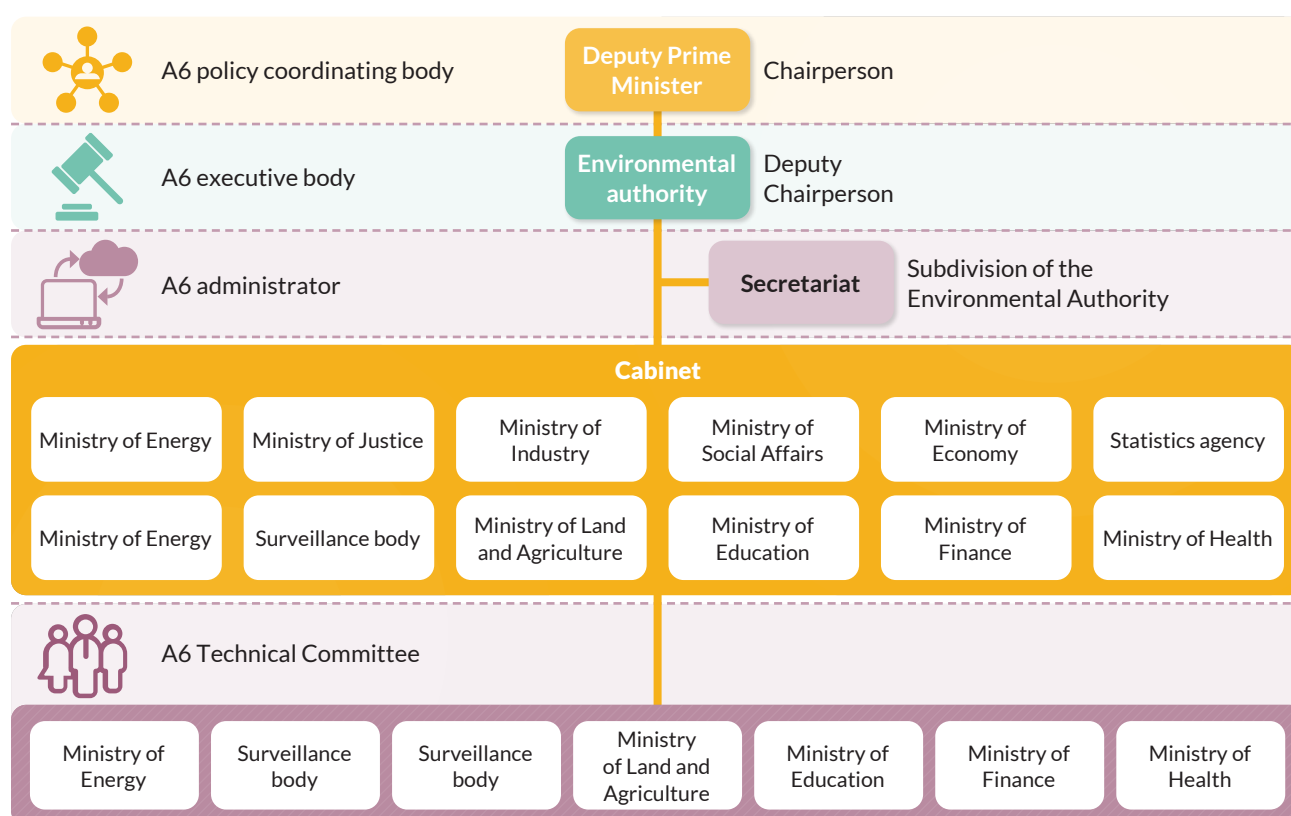 A6 policy coordinating body
Deputy Prime
Minister
Chairperson
A6 executive body
Environmental
authority
Deputy
Chairperson
A6 administrator
Secretariat
Subdivision of the
Environmental Authority
Cabinet
Ministry of Energy
Ministry of Justice
Ministry of
Industry
Ministry of
Social Affairs
Ministry of
Economy
Statistics agency
Ministry of Energy
Surveillance body
Ministry of Land
and Agriculture
Ministry of
Education
Ministry of
Finance
Ministry of Health
A6 Technical Committee
Ministry of
Energy
Surveillance
body
Surveillance
body
Ministry
of Land and
Agriculture
Ministry of
Education
Ministry of
Finance
Ministry of
Health